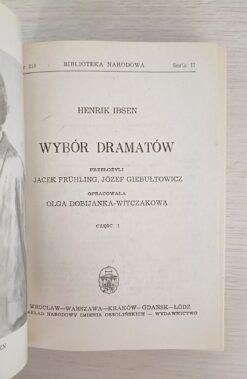 BIBLIOTEKA NARODOWA Seria II
HENRIK IBSEN
WYBÓR DRAMATÓW
PRZEŁOŻYLI
JACEK FRÜHLING, JÓZEF GIEBUŁTOWICZ
OPRACOWAŁA
OLGA DOBIJANKA-WITCZAKOWA
CZĘŚĆ I
WROCŁAW—WARSZAWA—KRAKÓW—GDAŃSK—ŁÓDZ
ZAKŁAD NARODOWY IMIENIA OSSOLIŃSKICH — WYDAWNICTWO